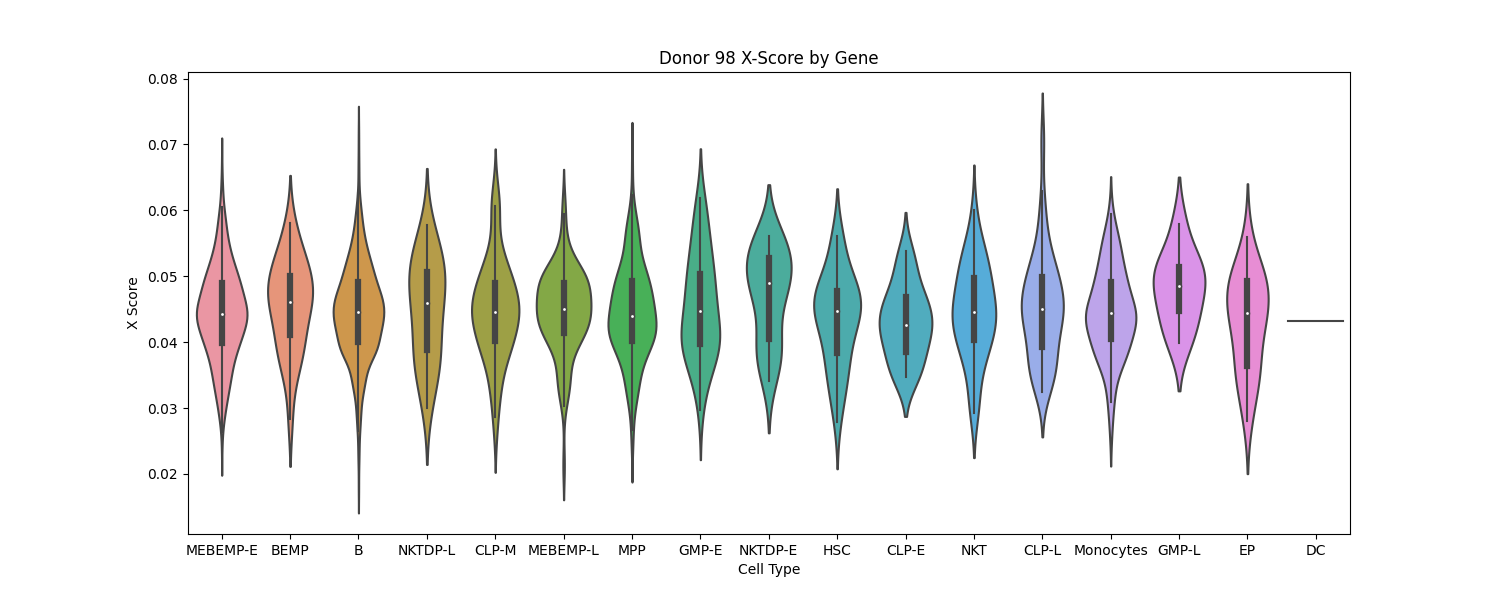 Donor 98 X-Score by Gene
0.08
0.07
0.06
0.05
0.04
0.03
0.02
X Score
MEBEMP-E BEMP B NKTDP-L CLP-M MEBEMP-L MPP GMP-E NKTDP-E HSC CLP-E NKT CLP-L Monocytes GMP-L EP DC
Cell Type